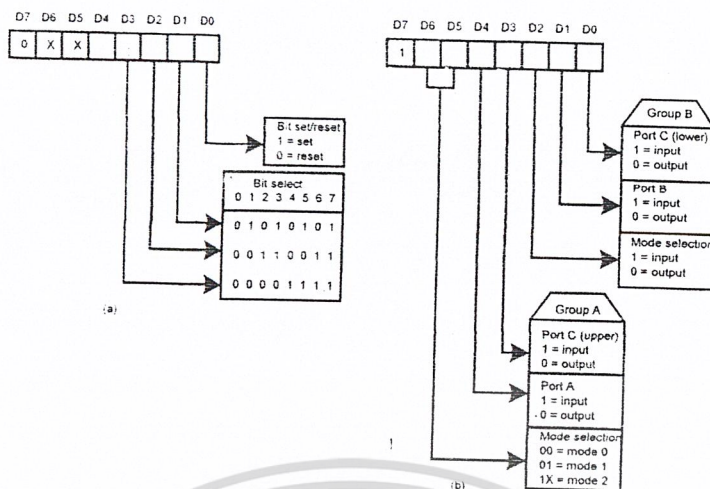 D7 D6 D5 D4 D3 D2 D1 D0
0 X X
Bit set/reset
1 = set
0 = reset
Bit select
0 1 2 3 4 5 6 7
0 1 0 1 0 1 0 1
0 0 1 1 0 0 1 1
0 0 0 0 1 1 1 1
(a)
D7 D6 D5 D4 D3 D2 D1 D0
1
Group B
Port C (lower)
1 = input
0 = output
Port B
1 = input
0 = output
Mode selection
1 = input
0 = output
Group A
Port C (upper)
1 = input
0 = output
Port A
1 = input
0 = output
Mode selection
00 = mode 0
01 = mode 1
1X = mode 2
(b)